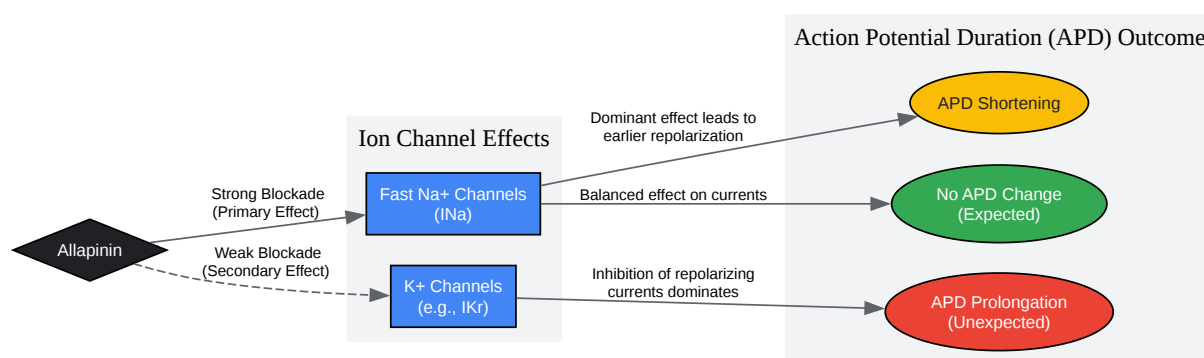 Action Potential Duration (APD) Outcome
Ion Channel Effects
Allapinin
Strong Blockade
(Primary Effect)
Weak Blockade
(Secondary Effect)
Fast Na+ Channels
(INa)
K+ Channels
(e.g., IKr)
Dominant effect leads to
earlier repolarization
Balanced effect on currents
Inhibition of repolarizing
currents dominates
APD Shortening
No APD Change
(Expected)
APD Prolongation
(Unexpected)